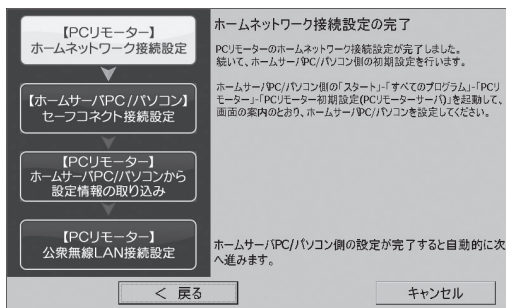 【PCリモーター】
ホームネットワーク接続設定
【ホームサーバPC/パソコン】
セーフコネクト接続設定
【PCリモーター】
ホームサーバPC/パソコンから
設定情報の取り込み
【PCリモーター】
公衆無線LAN接続設定
ホームネットワーク接続設定の完了
PCリモーターのホームネットワーク接続設定が完了しました。
続いて、ホームサーバPC/パソコン側の初期設定を行います。
ホームサーバPC/パソコン側の「スタート」-「すべてのプログラム」-「PCリ
モーター」-「PCリモーター初期設定(PCリモーターサーバ)」を起動して、
画面の案内のとおり、ホームサーバPC/パソコンを設定してください。
ホームサーバPC/パソコン側の設定が完了すると自動的に次
へ進みます。
< 戻る
キャンセル